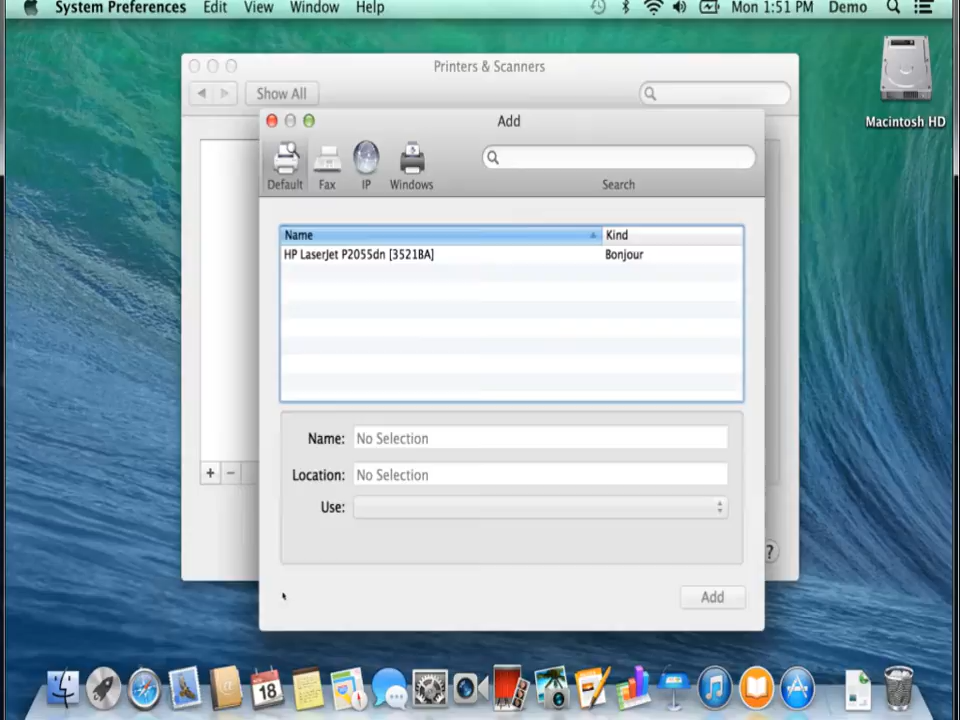 System Preferences Edit View Window Help Mon 1:51 PM Demo
Printers & Scanners
Show All
Macintosh HD
Add
Default Fax IP Windows
Search
Name Kind
HP LaserJet P2055dn [3521BA] Bonjour
Name: No Selection
Location: No Selection
+ −
Use:
?
Add
18